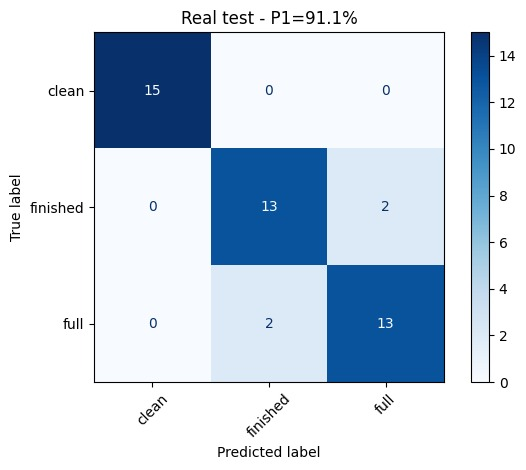 Real test - P1=91.1%
True label
clean
15 0 0
finished
0 13 2
full
0 2 13
clean finished full
Predicted label
14
12
10
8
6
4
2
0